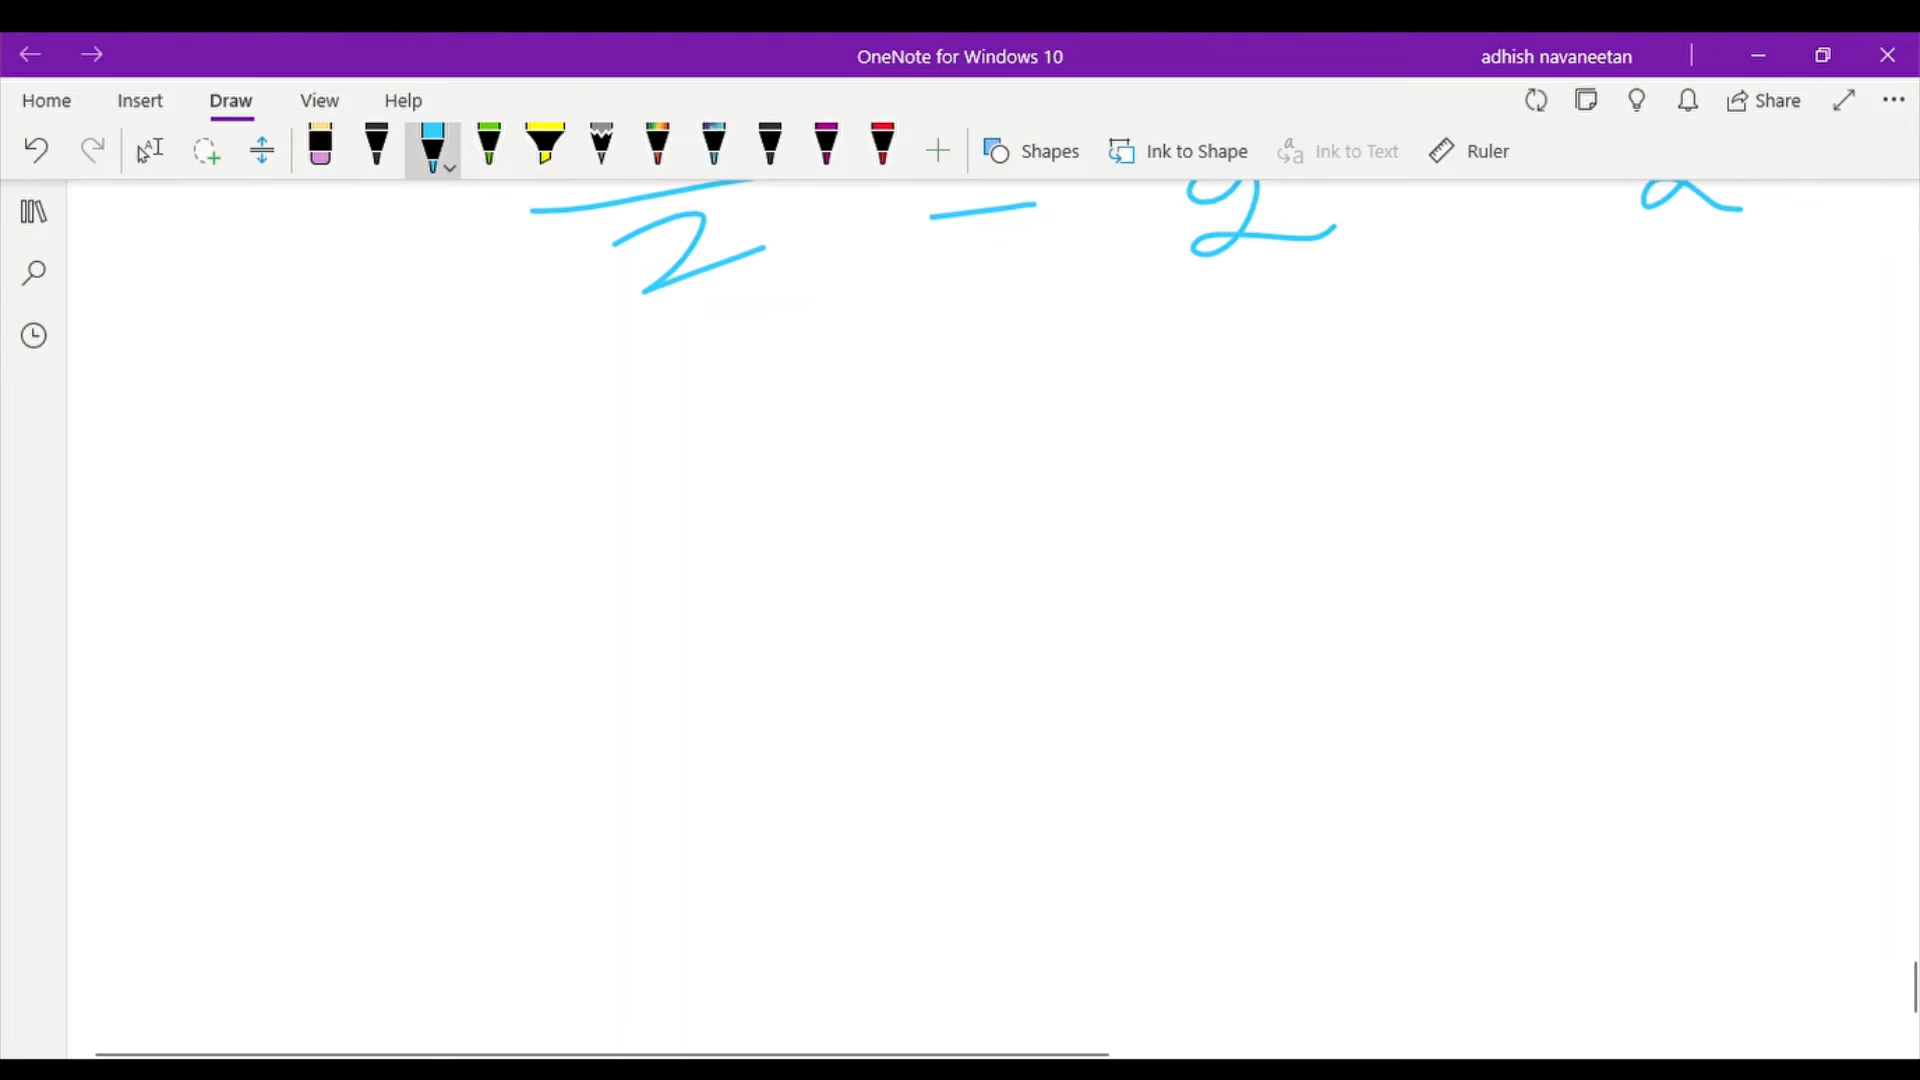 OneNote for Windows 10 adhish navaneetan
Home Insert Draw View Help Share
Shapes Ink to Shape Ink to Text Ruler
2